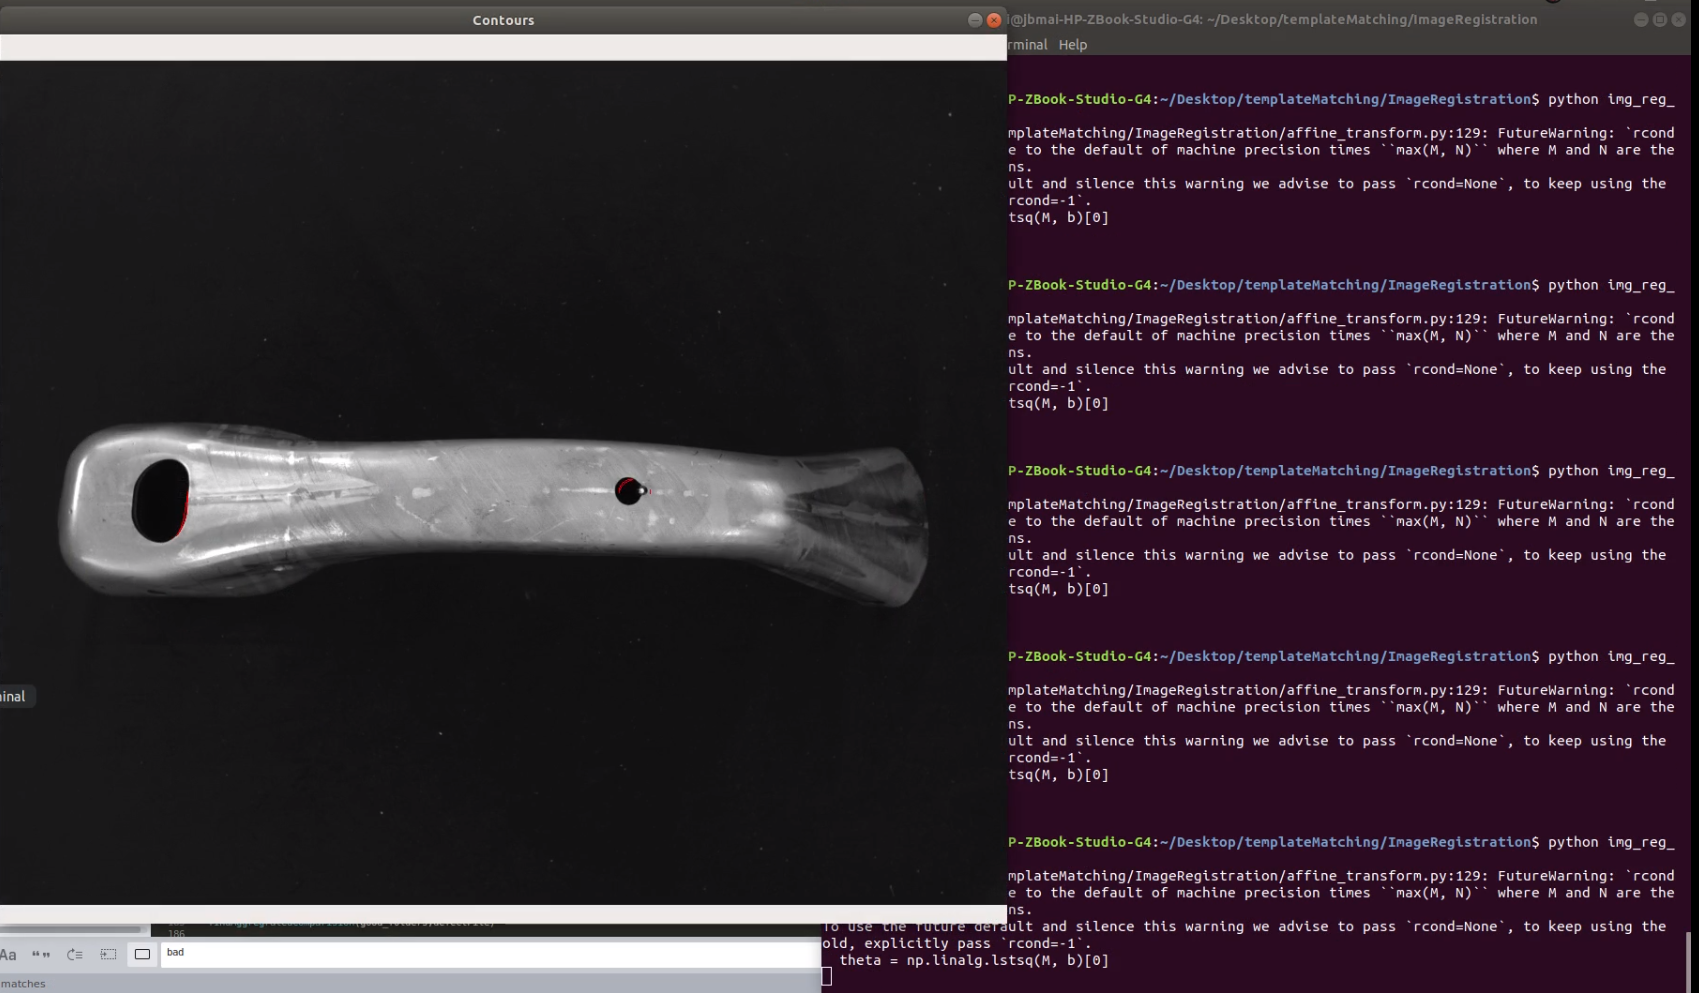 Contours
i@jbmai-HP-ZBook-Studio-G4: ~/Desktop/templateMatching/ImageRegistration
rminal Help
P-ZBook-Studio-G4:~/Desktop/templateMatching/ImageRegistration$ python img_reg_
mplateMatching/ImageRegistration/affine_transform.py:129: FutureWarning: `rcond
e to the default of machine precision times ``max(M, N)`` where M and N are the
ns.
ult and silence this warning we advise to pass `rcond=None`, to keep using the
rcond=-1`.
tsq(M, b)[0]
P-ZBook-Studio-G4:~/Desktop/templateMatching/ImageRegistration$ python img_reg_
mplateMatching/ImageRegistration/affine_transform.py:129: FutureWarning: `rcond
e to the default of machine precision times ``max(M, N)`` where M and N are the
ns.
ult and silence this warning we advise to pass `rcond=None`, to keep using the
rcond=-1`.
tsq(M, b)[0]
P-ZBook-Studio-G4:~/Desktop/templateMatching/ImageRegistration$ python img_reg_
mplateMatching/ImageRegistration/affine_transform.py:129: FutureWarning: `rcond
e to the default of machine precision times ``max(M, N)`` where M and N are the
ns.
ult and silence this warning we advise to pass `rcond=None`, to keep using the
rcond=-1`.
tsq(M, b)[0]
P-ZBook-Studio-G4:~/Desktop/templateMatching/ImageRegistration$ python img_reg_
mplateMatching/ImageRegistration/affine_transform.py:129: FutureWarning: `rcond
e to the default of machine precision times ``max(M, N)`` where M and N are the
ns.
ult and silence this warning we advise to pass `rcond=None`, to keep using the
rcond=-1`.
tsq(M, b)[0]
P-ZBook-Studio-G4:~/Desktop/templateMatching/ImageRegistration$ python img_reg_
mplateMatching/ImageRegistration/affine_transform.py:129: FutureWarning: `rcond
e to the default of machine precision times ``max(M, N)`` where M and N are the
ns.
To use the future default and silence this warning we advise to pass `rcond=None`, to keep using the
old, explicitly pass `rcond=-1`.
theta = np.linalg.lstsq(M, b)[0]
inal
186
Aa “ ”
bad
matches